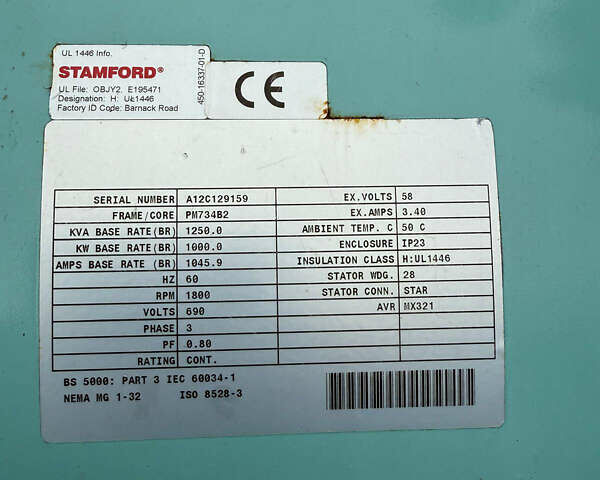 UL 1446 Info.
STAMFORD®
UL File: OBJY2, E195471
Designation: H: UL1446
Factory ID Code: Barnack Road
450-16337-01-D
CE
SERIAL NUMBER A12C129159 EX.VOLTS 58
FRAME/CORE PM734B2 EX.AMPS 3.40
KVA BASE RATE(BR) 1250.0 AMBIENT TEMP. C 50 C
KW BASE RATE(BR) 1000.0 ENCLOSURE IP23
AMPS BASE RATE (BR) 1045.9 INSULATION CLASS H:UL1446
HZ 60 STATOR WDG. 28
RPM 1800 STATOR CONN. STAR
VOLTS 690 AVR MX321
PHASE 3
PF 0.80
RATING CONT.
BS 5000: PART 3 IEC 60034-1
NEMA MG 1-32 ISO 8528-3